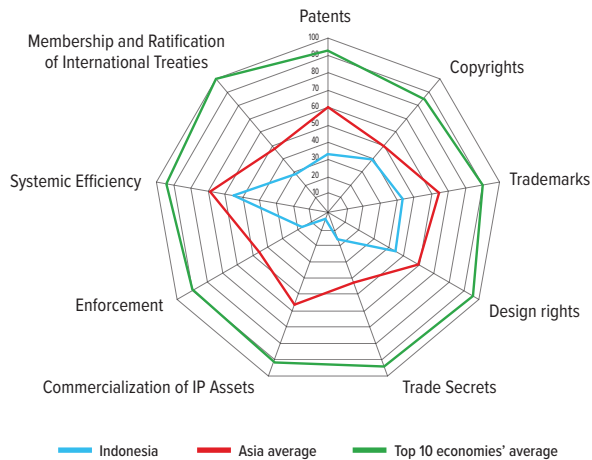 Patents
Membership and Ratification
of International Treaties
Copyrights
100
90
80
70
60
50
40
30
20
10
Systemic Efficiency
Trademarks
Enforcement
Design rights
Commercialization of IP Assets
Trade Secrets
Indonesia
Asia average
Top 10 economies’ average